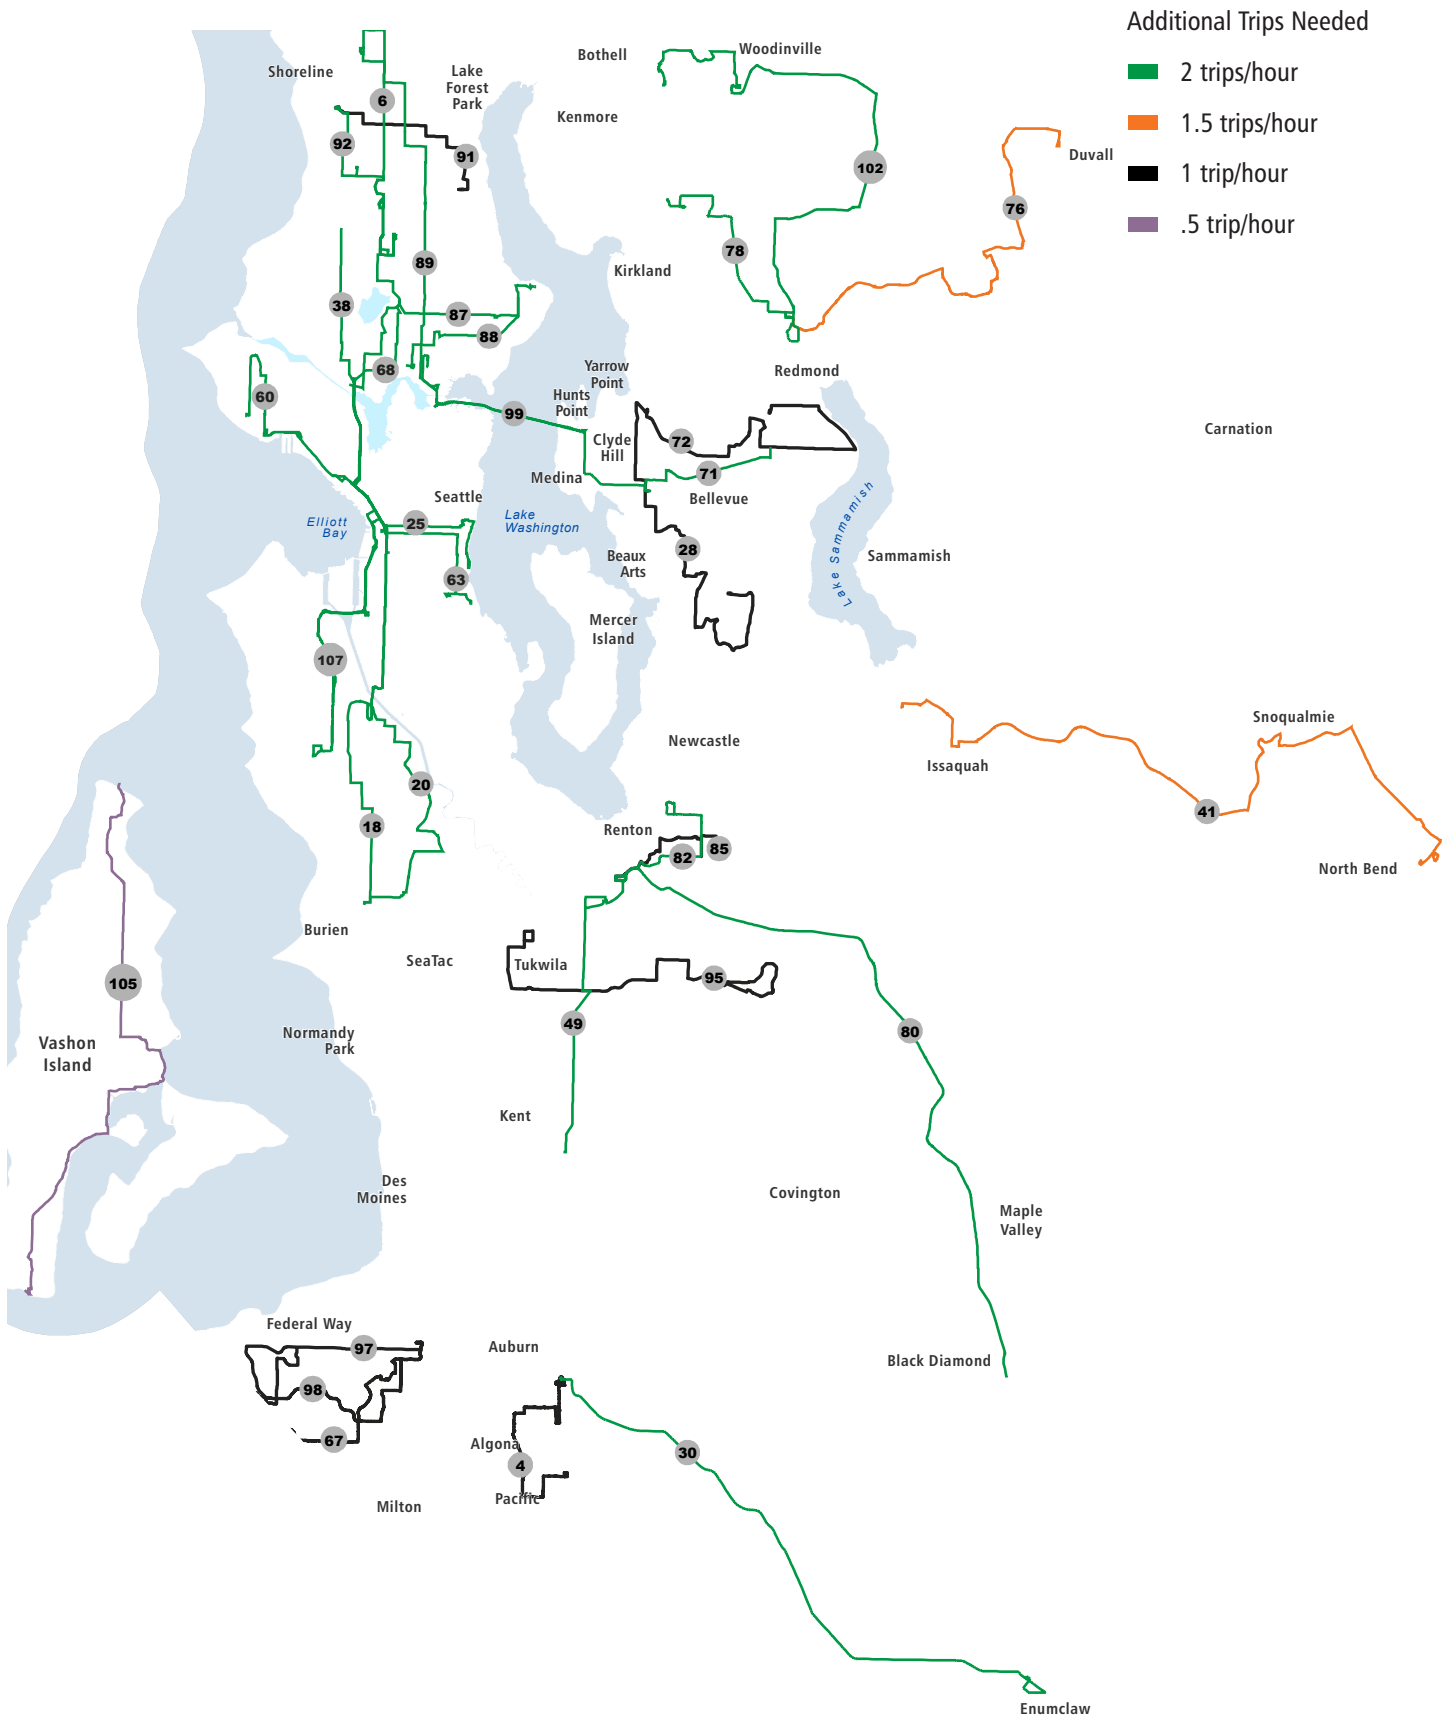 Additional Trips Needed
2 trips/hour
1.5 trips/hour
1 trip/hour
.5 trip/hour
Shoreline
Lake
Forest
Park
Bothell
Woodinville
Kenmore
Duvall
6
92
91
102
76
89
78
Kirkland
38
87
88
68
60
Yarrow
Point
Hunts
Point
Redmond
99
Clyde
Hill
72
71
Carnation
Medina
Bellevue
Seattle
Elliott
Bay
25
Lake
Washington
28
Beaux
Arts
Lake Sammamish
Sammamish
63
Mercer
Island
107
Newcastle
Snoqualmie
Issaquah
41
North Bend
20
18
Renton
82
85
Burien
SeaTac
Tukwila
95
105
49
80
Vashon
Island
Normandy
Park
Kent
Des
Moines
Covington
Maple
Valley
Federal Way
97
Auburn
Black Diamond
98
67
Algona
4
30
Pacific
Milton
Enumclaw